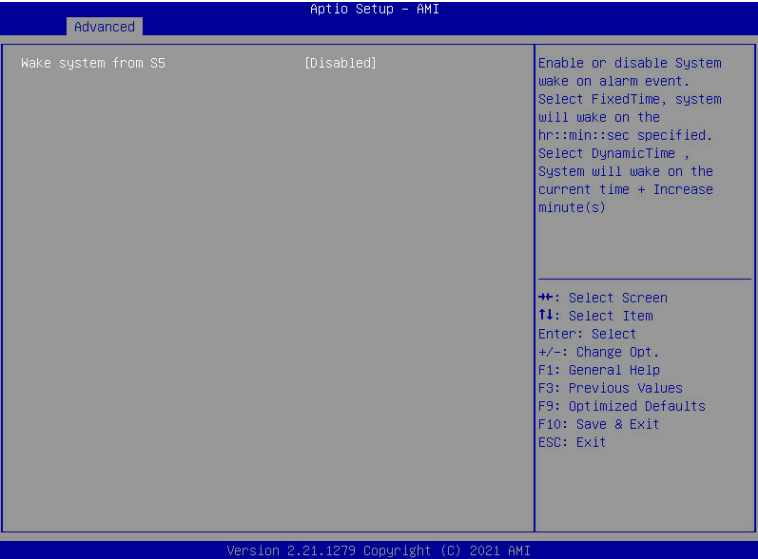 Aptio Setup – AMI
Advanced
Wake system from S5 [Disabled]
Enable or disable System
wake on alarm event.
Select FixedTime, system
will wake on the
hr::min::sec specified.
Select DynamicTime ,
System will wake on the
current time + Increase
minute(s)
→←: Select Screen
↑↓: Select Item
Enter: Select
+/-: Change Opt.
F1: General Help
F3: Previous Values
F9: Optimized Defaults
F10: Save & Exit
ESC: Exit
Version 2.21.1279 Copyright (C) 2021 AMI